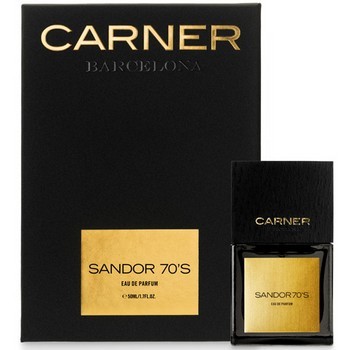 CARNER
BARCELONA
SANDOR 70'S
EAU DE PARFUM
℮ 50ML/1.7FL.OZ.
CARNER
SANDOR 70'S
EAU DE PARFUM